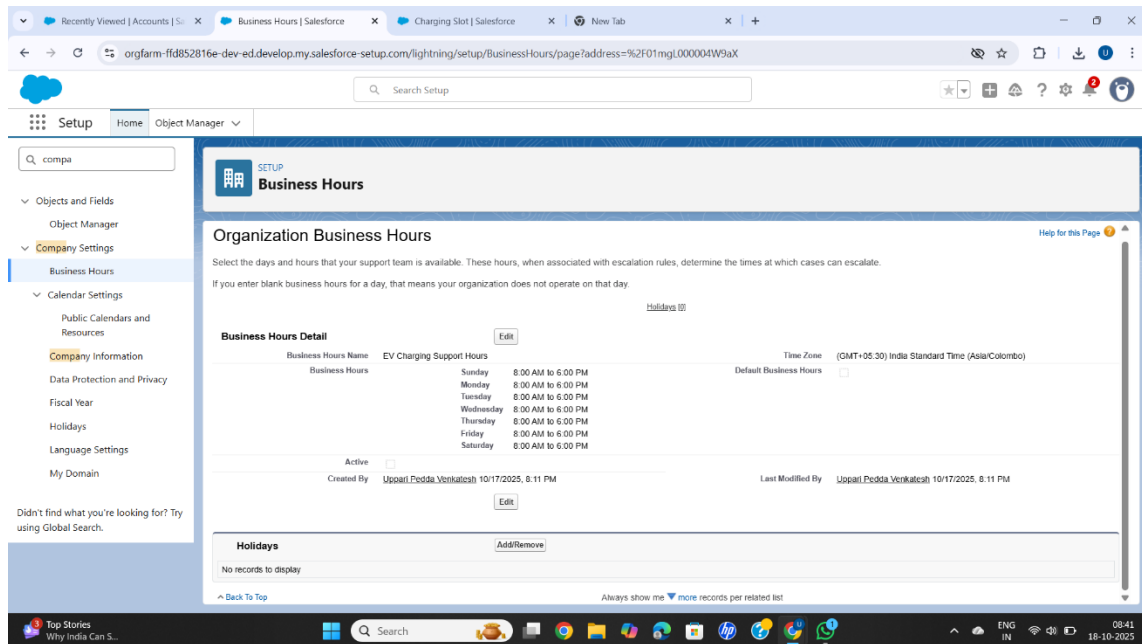 Recently Viewed | Accounts | Sa
Business Hours | Salesforce
Charging Slot | Salesforce
New Tab
orgfarm-ffd852816e-dev-ed.develop.my.salesforce-setup.com/lightning/setup/BusinessHours/page?address=%2F01mgL000004W9aX
U
Search Setup
2
Setup
Home
Object Manager
compa
Objects and Fields
Object Manager
Company Settings
Business Hours
Calendar Settings
Public Calendars and
Resources
Company Information
Data Protection and Privacy
Fiscal Year
Holidays
Language Settings
My Domain
Didn't find what you're looking for? Try
using Global Search.
SETUP
Business Hours
Organization Business Hours
Help for this Page ?
Select the days and hours that your support team is available. These hours, when associated with escalation rules, determine the times at which cases can escalate.
If you enter blank business hours for a day, that means your organization does not operate on that day.
Holidays [0]
Business Hours Detail
Edit
Business Hours Name EV Charging Support Hours
Time Zone (GMT+05:30) India Standard Time (Asia/Colombo)
Business Hours
Default Business Hours
Sunday 8:00 AM to 6:00 PM
Monday 8:00 AM to 6:00 PM
Tuesday 8:00 AM to 6:00 PM
Wednesday 8:00 AM to 6:00 PM
Thursday 8:00 AM to 6:00 PM
Friday 8:00 AM to 6:00 PM
Saturday 8:00 AM to 6:00 PM
Active
Created By Uppari Pedda Venkatesh 10/17/2025, 8:11 PM
Last Modified By Uppari Pedda Venkatesh 10/17/2025, 8:11 PM
Edit
Holidays
Add/Remove
No records to display
Back To Top
Always show me more records per related list
3
Top Stories
Why India Can S...
Search
hp
ENG
IN
08:41
18-10-2025